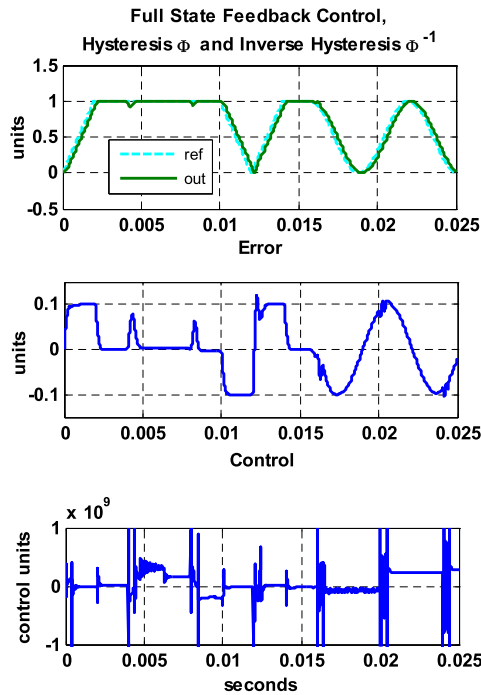 Full State Feedback Control,
Hysteresis Φ and Inverse Hysteresis Φ⁻¹
1.5
1
0.5
0
-0.5
units
ref
out
0 0.005 0.01 0.015 0.02 0.025
Error
0.1
0
-0.1
units
0 0.005 0.01 0.015 0.02 0.025
Control
x 10⁹
1
0
-1
control units
0 0.005 0.01 0.015 0.02 0.025
seconds